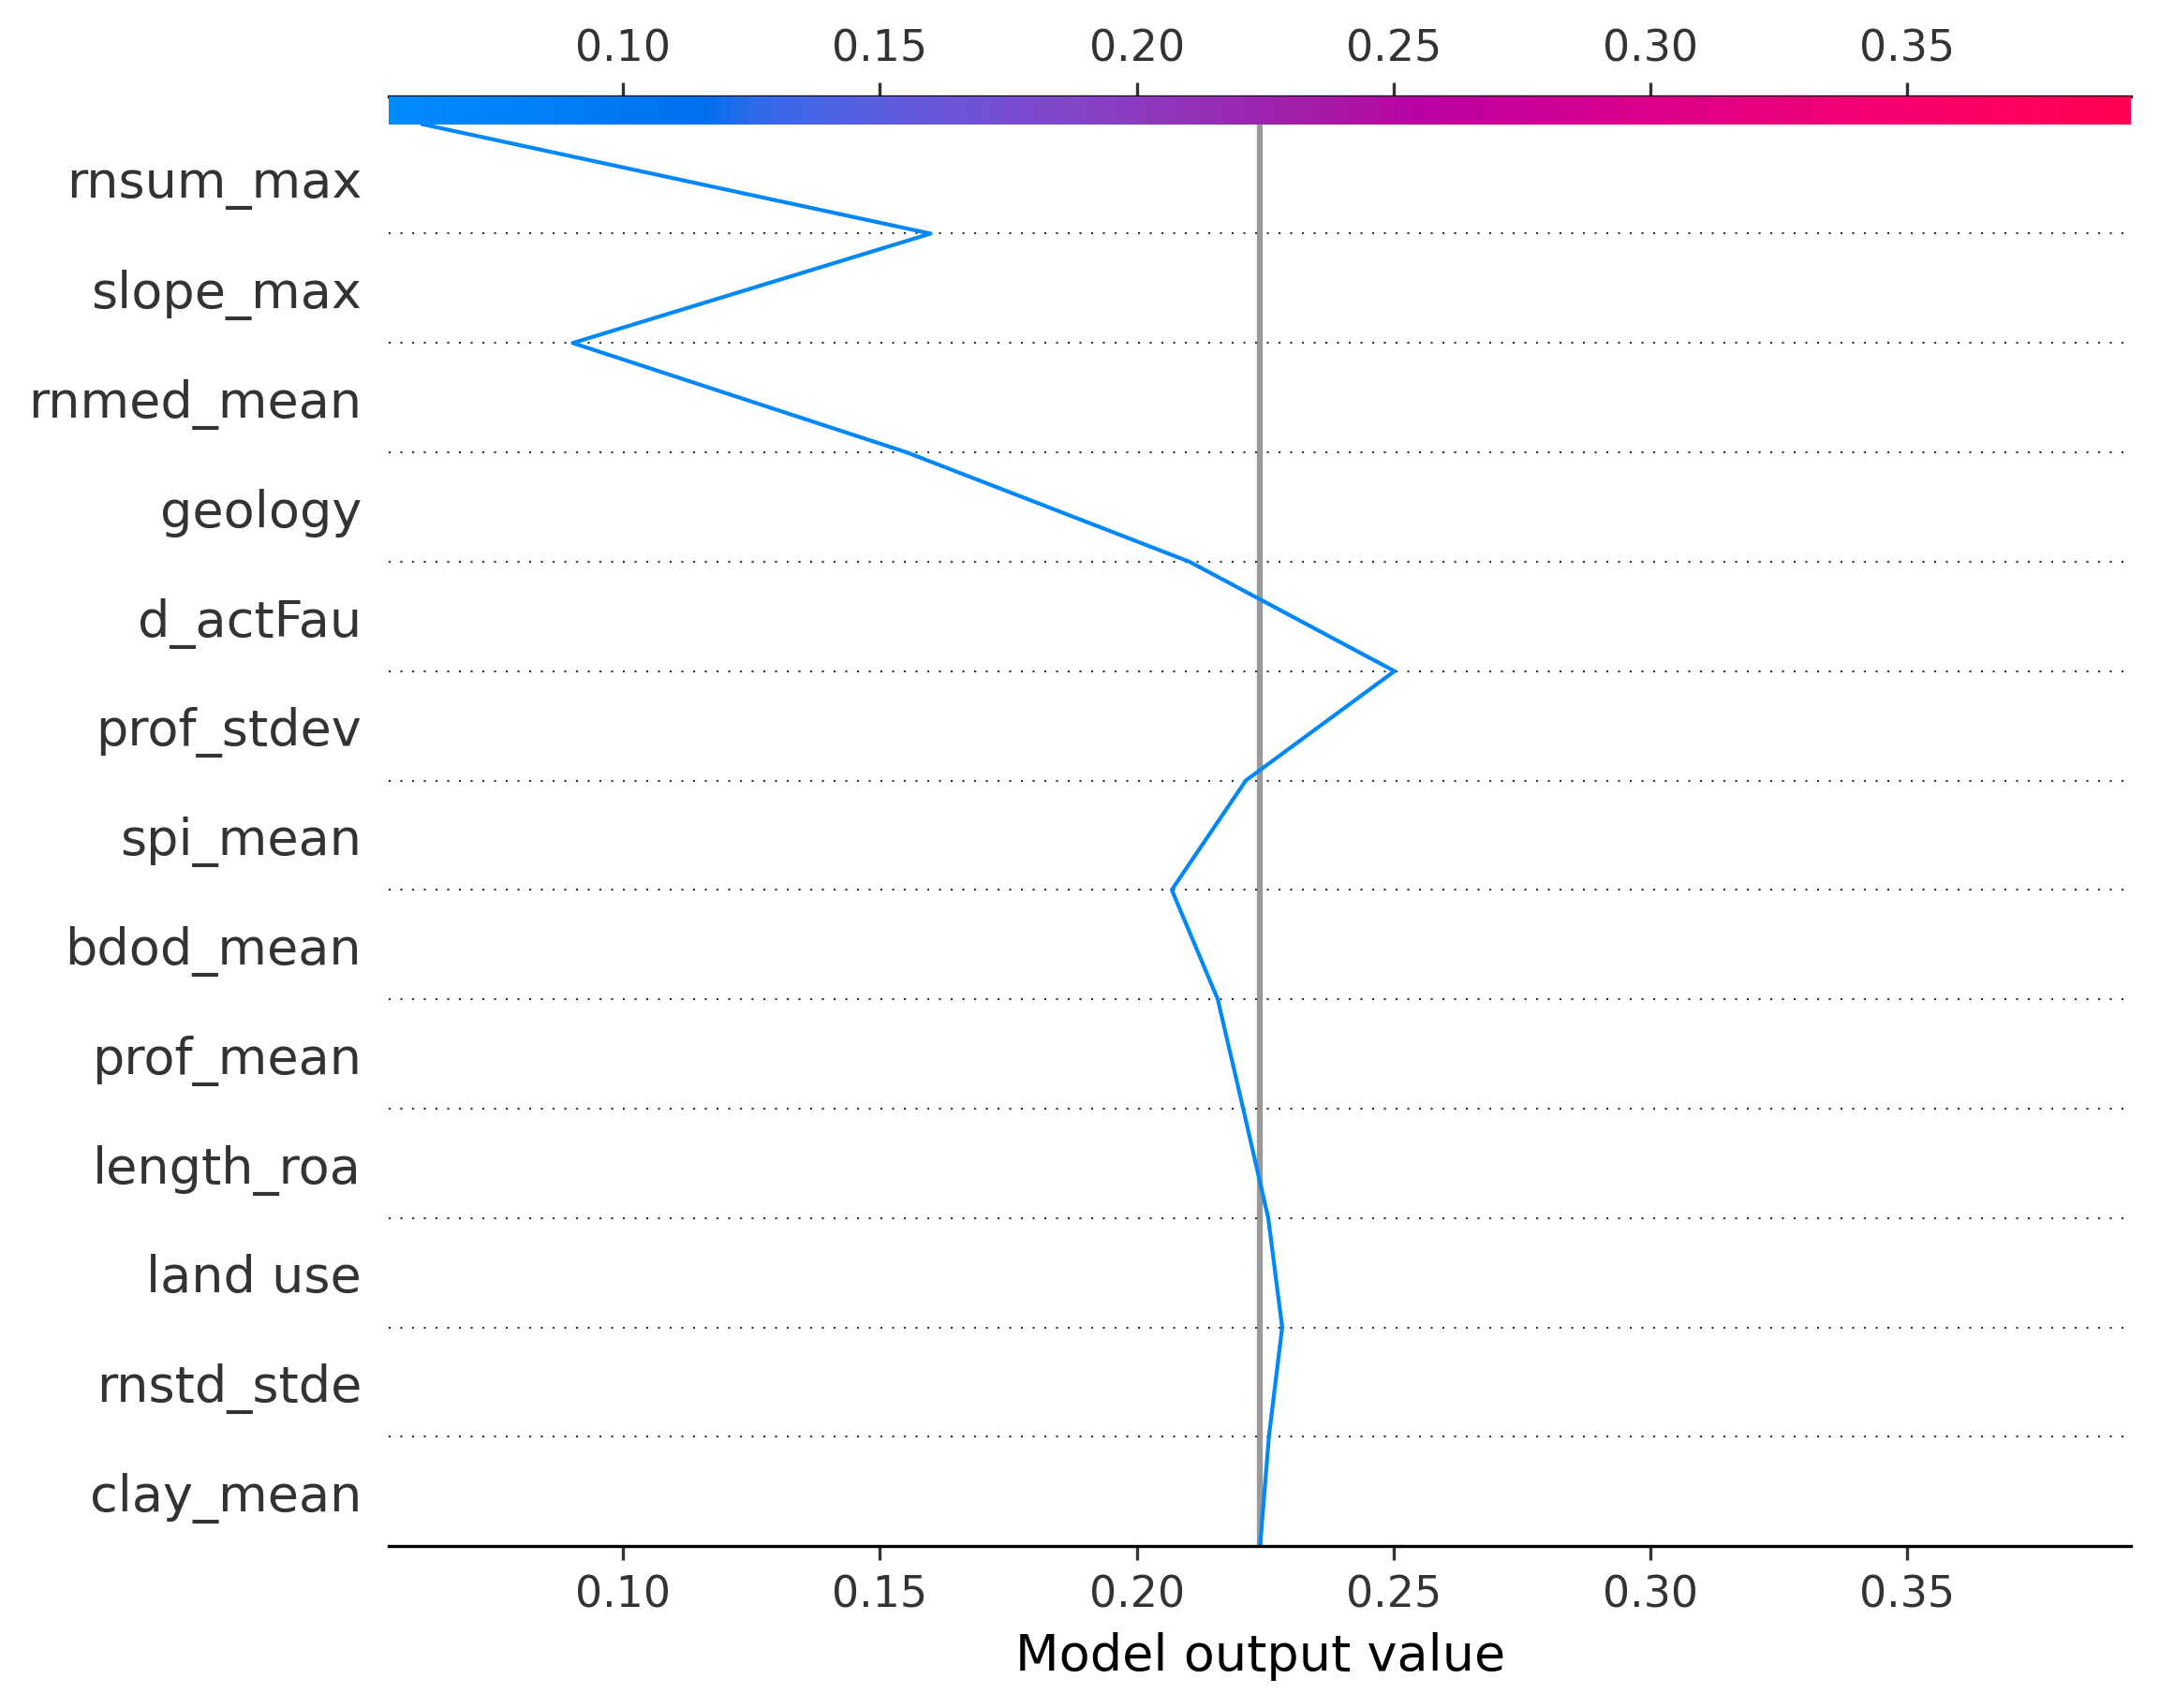 0.10 0.15 0.20 0.25 0.30 0.35
rnsum_max
slope_max
rnmed_mean
geology
d_actFau
prof_stdev
spi_mean
bdod_mean
prof_mean
length_roa
land use
rnstd_stde
clay_mean
0.10 0.15 0.20 0.25 0.30 0.35
Model output value